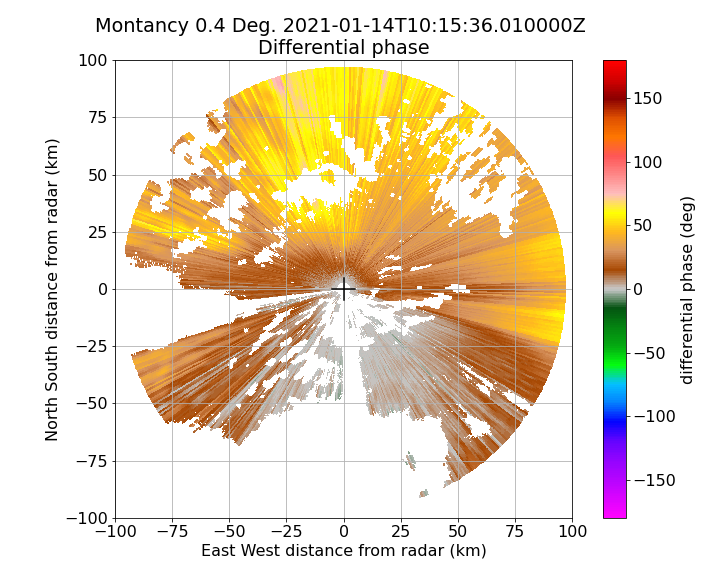 Montancy 0.4 Deg. 2021-01-14T10:15:36.010000Z
Differential phase
100
75
50
25
0
−25
−50
−75
−100
North South distance from radar (km)
−100 −75 −50 −25 0 25 50 75 100
East West distance from radar (km)
150
100
50
0
−50
−100
−150
differential phase (deg)